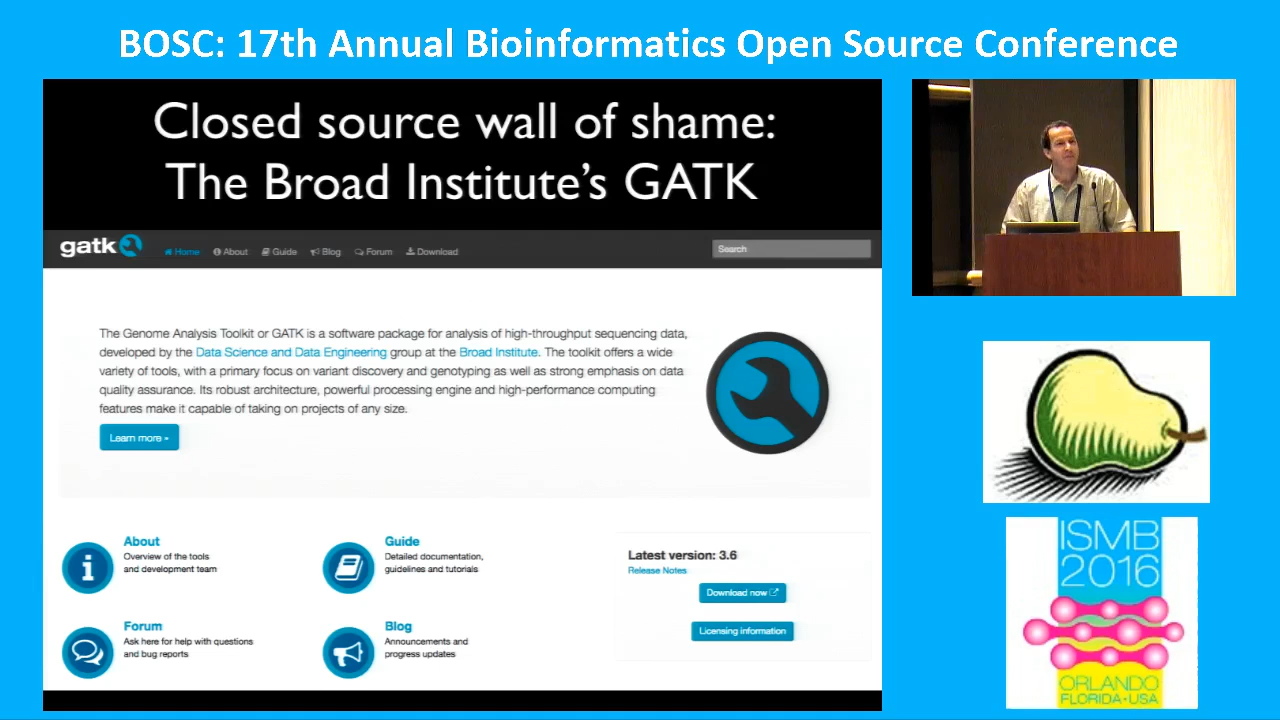 BOSC: 17th Annual Bioinformatics Open Source Conference
Closed source wall of shame:
The Broad Institute's GATK
gatk
Home About Guide Blog Forum Download
Search
The Genome Analysis Toolkit or GATK is a software package for analysis of high-throughput sequencing data,
developed by the Data Science and Data Engineering group at the Broad Institute. The toolkit offers a wide
variety of tools, with a primary focus on variant discovery and genotyping as well as strong emphasis on data
quality assurance. Its robust architecture, powerful processing engine and high-performance computing
features make it capable of taking on projects of any size.
Learn more »
About
Overview of the tools
and development team
Guide
Detailed documentation,
guidelines and tutorials
Forum
Ask here for help with questions
and bug reports
Blog
Announcements and
progress updates
Latest version: 3.6
Release Notes
Download now
Licensing information
ISMB
2016
ORLANDO
FLORIDA•USA